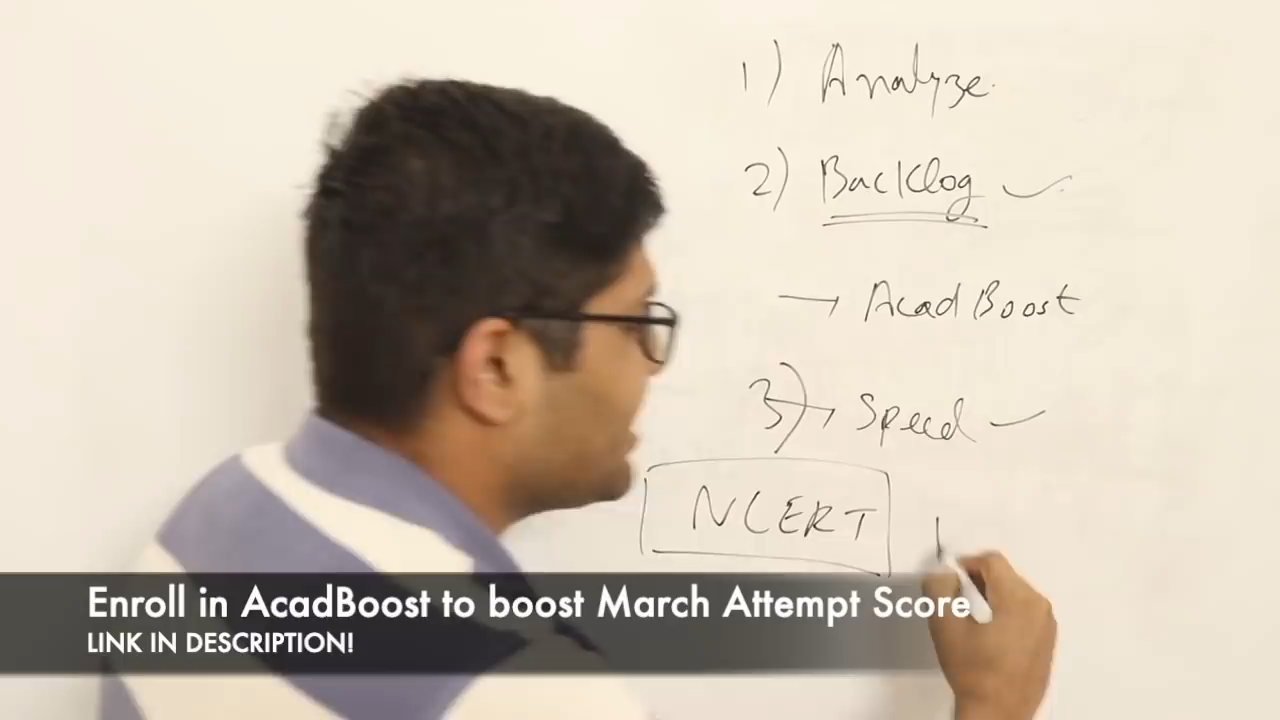 1) Analyze.
2) Backlog
→ AcadBoost
3) → Speed
NCERT
Enroll in AcadBoost to boost March Attempt Score
LINK IN DESCRIPTION!